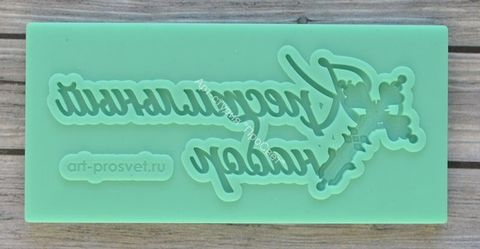 Крестильный
набор
art-prosvet.ru